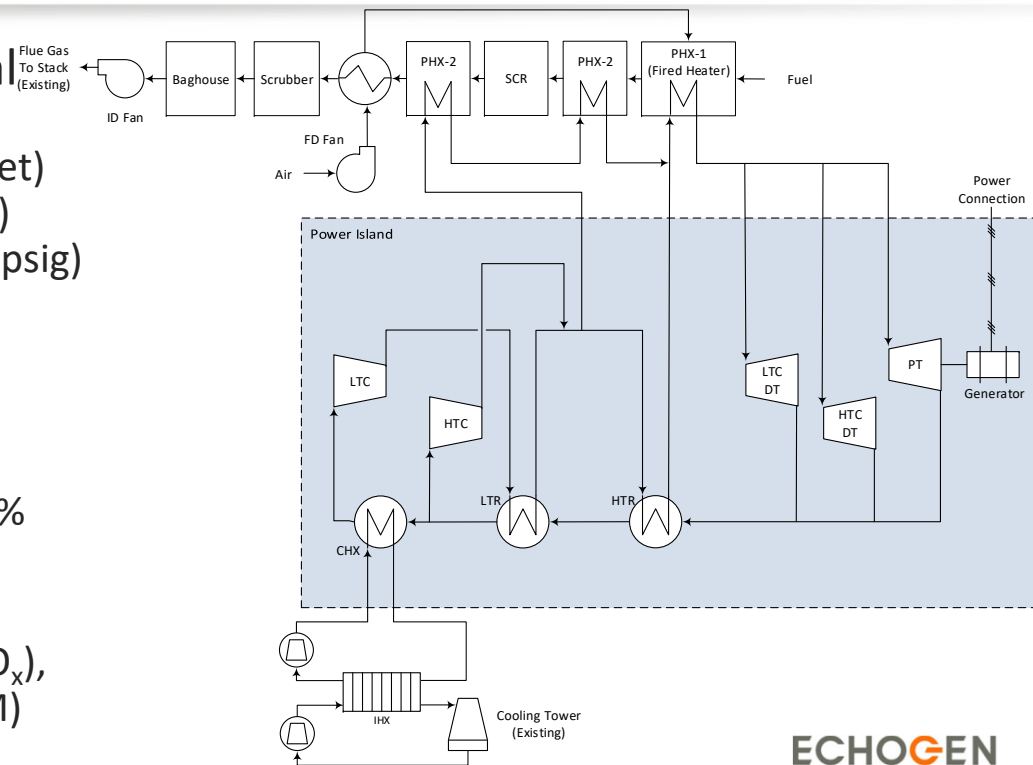 al
et)
)
psig)
%
Oₓ),
M)
Flue Gas
To Stack
(Existing)
ID Fan
Baghouse
Scrubber
PHX-2
SCR
PHX-2
PHX-1
(Fired Heater)
Fuel
FD Fan
Air
Power
Connection
Power Island
LTC
HTC
LTC
DT
HTC
DT
PT
Generator
LTR
HTR
CHX
IHX
Cooling Tower
(Existing)
ECHOGEN